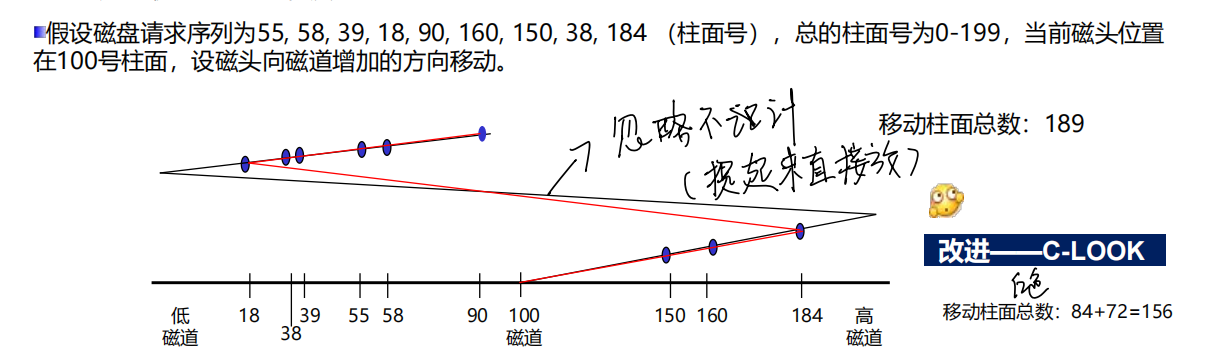 假设磁盘请求序列为55, 58, 39, 18, 90, 160, 150, 38, 184 （柱面号），总的柱面号为0-199，当前磁头位置
在100号柱面，设磁头向磁道增加的方向移动。
忽略不记计
移动柱面总数：189
(提起来直接放)
改进——C-LOOK
红色
移动柱面总数：84+72=156
低
磁道
18
38
39
55
58
90
100
磁道
150
160
184
高
磁道